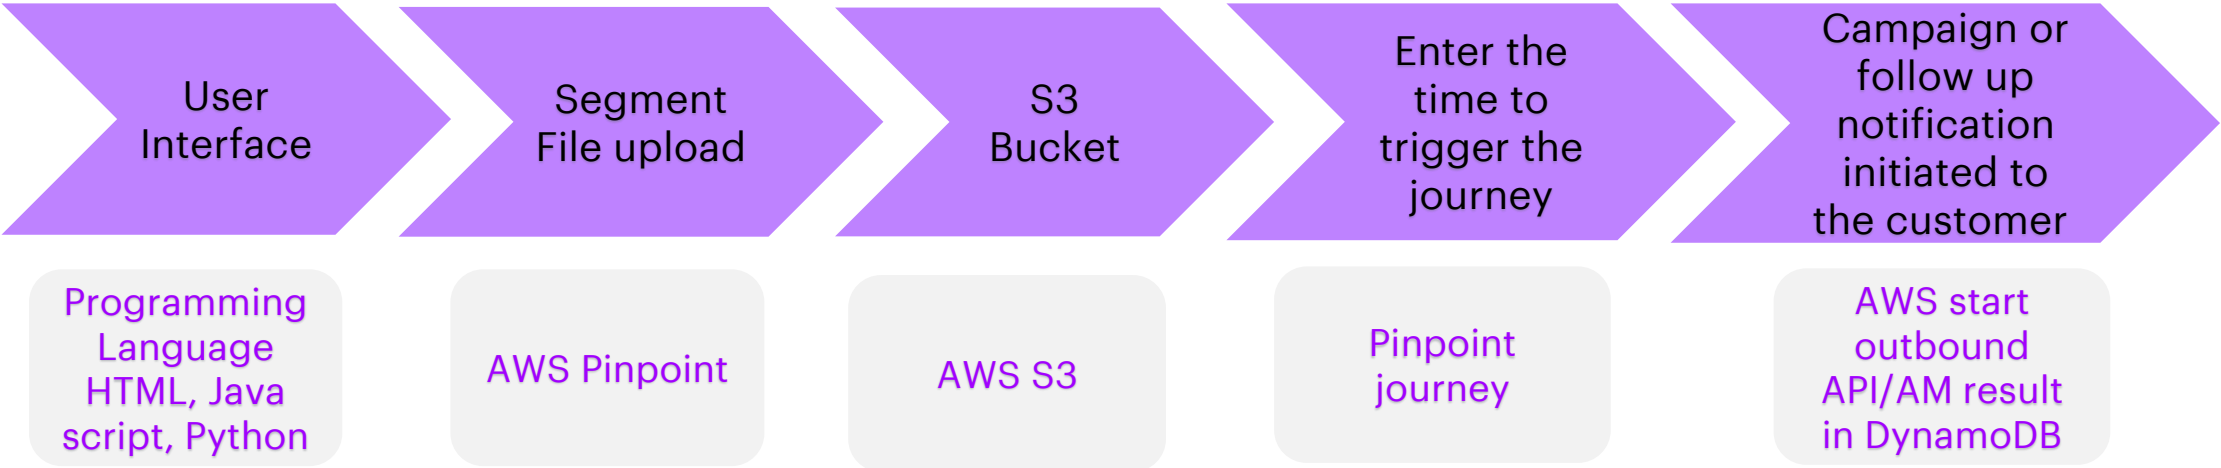 User
Interface
Segment
File upload
S3
Bucket
Enter the
time to
trigger the
journey
Campaign or
follow up
notification
initiated to
the customer
Programming
Language
HTML, Java
script, Python
AWS Pinpoint
AWS S3
Pinpoint
journey
AWS start
outbound
API/AM result
in DynamoDB